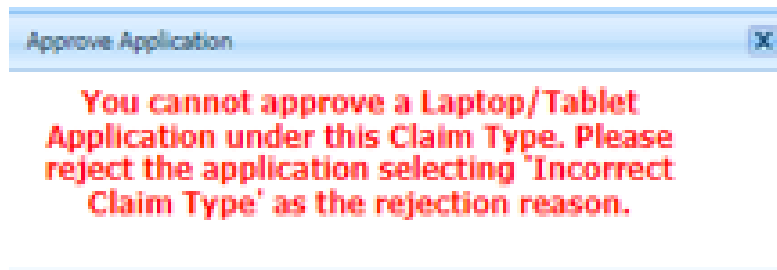 Approve Application
You cannot approve a Laptop/Tablet
Application under this Claim Type. Please
reject the application selecting 'Incorrect
Claim Type' as the rejection reason.